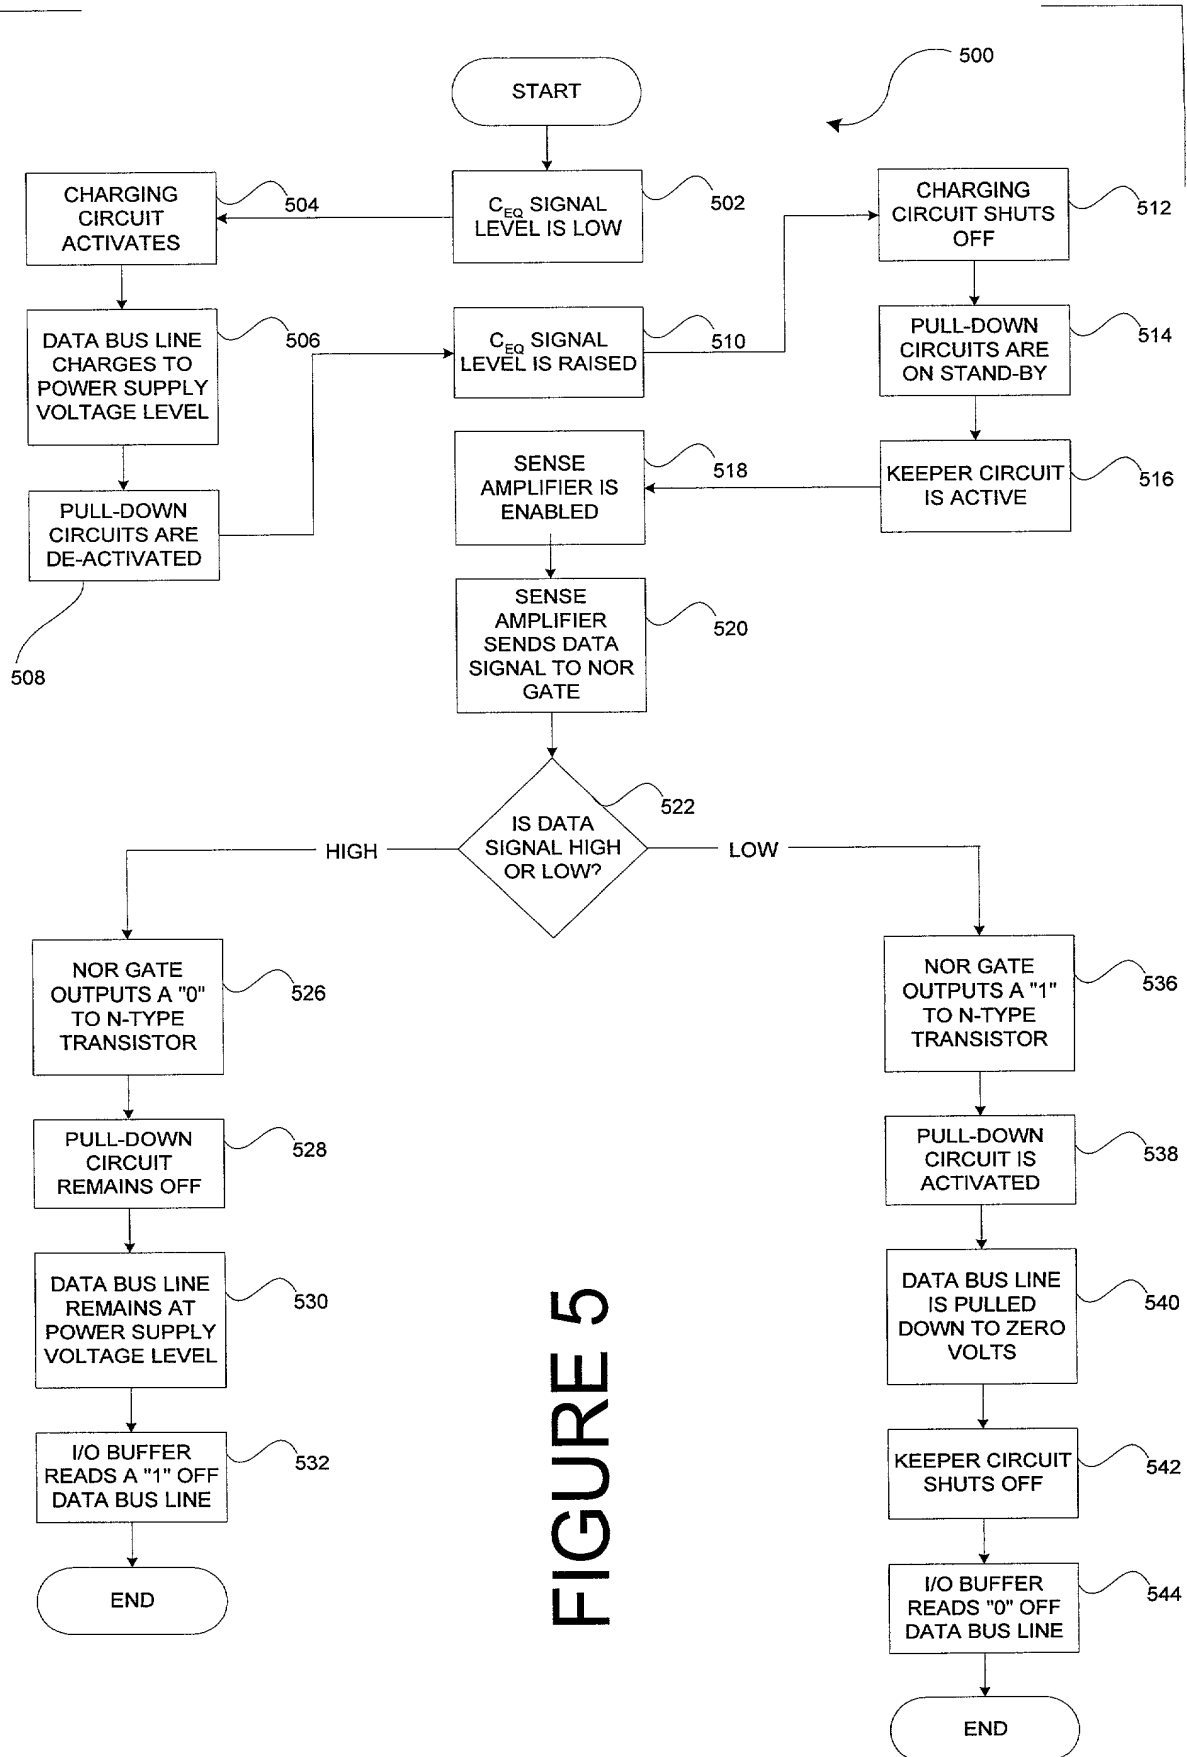 500
START
C_EQ SIGNAL
LEVEL IS LOW
502
CHARGING
CIRCUIT
ACTIVATES
504
DATA BUS LINE
CHARGES TO
POWER SUPPLY
VOLTAGE LEVEL
506
PULL-DOWN
CIRCUITS ARE
DE-ACTIVATED
508
C_EQ SIGNAL
LEVEL IS RAISED
510
CHARGING
CIRCUIT SHUTS
OFF
512
PULL-DOWN
CIRCUITS ARE
ON STAND-BY
514
KEEPER CIRCUIT
IS ACTIVE
516
SENSE
AMPLIFIER IS
ENABLED
518
SENSE
AMPLIFIER
SENDS DATA
SIGNAL TO NOR
GATE
520
IS DATA
SIGNAL HIGH
OR LOW?
522
HIGH
LOW
NOR GATE
OUTPUTS A "0"
TO N-TYPE
TRANSISTOR
526
PULL-DOWN
CIRCUIT
REMAINS OFF
528
DATA BUS LINE
REMAINS AT
POWER SUPPLY
VOLTAGE LEVEL
530
I/O BUFFER
READS A "1" OFF
DATA BUS LINE
532
END
NOR GATE
OUTPUTS A "1"
TO N-TYPE
TRANSISTOR
536
PULL-DOWN
CIRCUIT IS
ACTIVATED
538
DATA BUS LINE
IS PULLED
DOWN TO ZERO
VOLTS
540
KEEPER CIRCUIT
SHUTS OFF
542
I/O BUFFER
READS "0" OFF
DATA BUS LINE
544
END
FIGURE 5